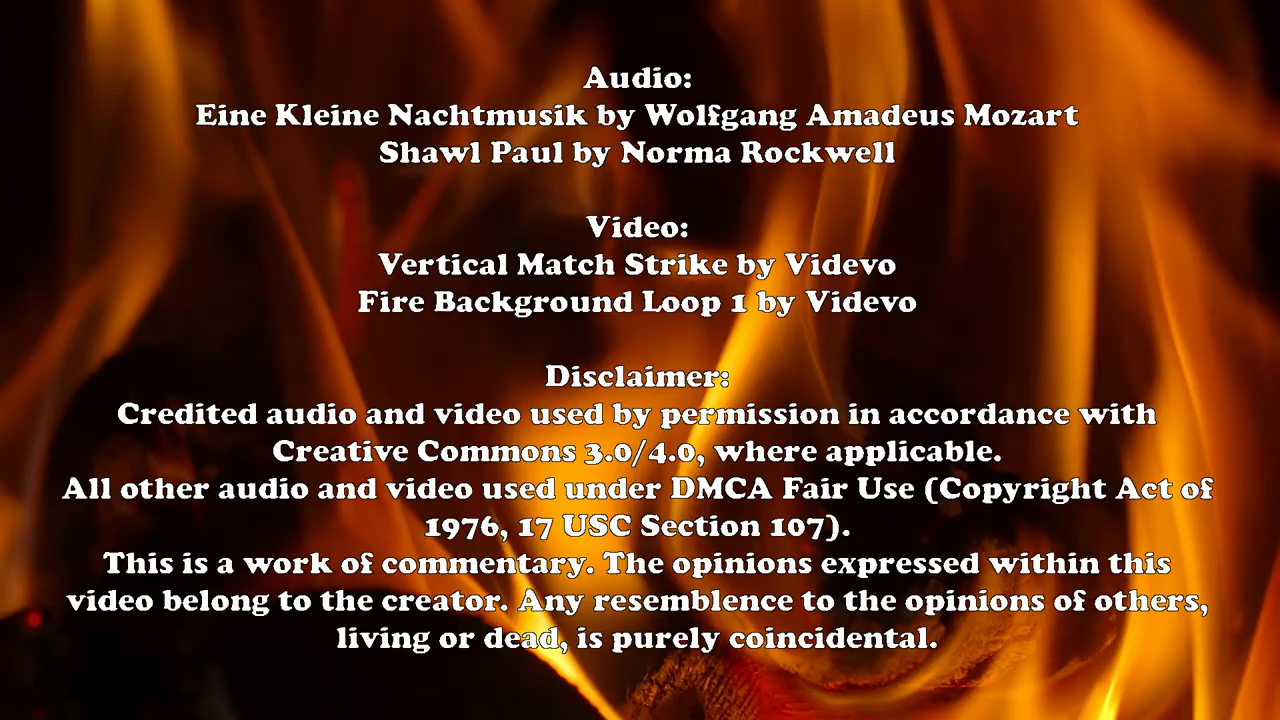 Audio:
Eine Kleine Nachtmusik by Wolfgang Amadeus Mozart
Shawl Paul by Norma Rockwell
Video:
Vertical Match Strike by Videvo
Fire Background Loop 1 by Videvo
Disclaimer:
Credited audio and video used by permission in accordance with
Creative Commons 3.0/4.0, where applicable.
All other audio and video used under DMCA Fair Use (Copyright Act of
1976, 17 USC Section 107).
This is a work of commentary. The opinions expressed within this
video belong to the creator. Any resemblence to the opinions of others,
living or dead, is purely coincidental.